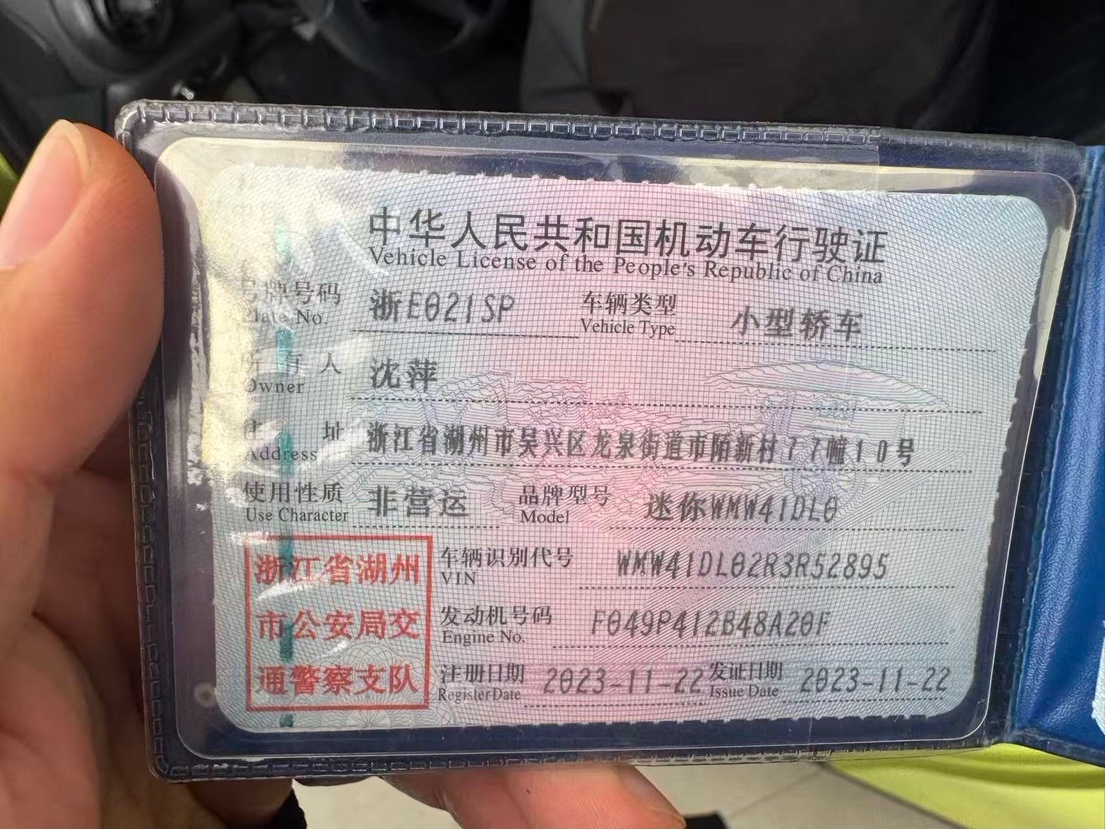 中华人民共和国机动车行驶证
Vehicle License of the People's Republic of China
号牌号码 浙E021SP 车辆类型 小型轿车
Plate No. Vehicle Type
所有人 沈萍
Owner
住址 浙江省湖州市吴兴区龙泉街道市陌新村77幢10号
Address
使用性质 非营运 品牌型号 迷你WMW41DL0
Use Character Model
浙江省湖州
市公安局交
通警察支队
车辆识别代号 WMW41DL02R3R52895
VIN
发动机号码 F049P412B48A20F
Engine No.
注册日期 2023-11-22 发证日期 2023-11-22
Register Date Issue Date